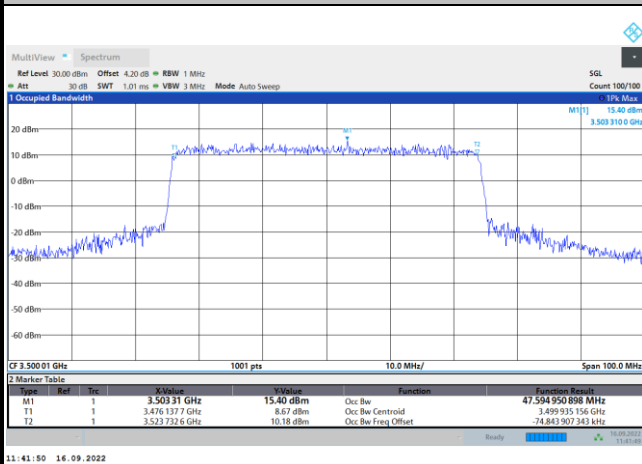 MultiView Spectrum
Ref Level 30.00 dBm Offset 4.20 dB RBW 1 MHz SGL
Att 30 dB SWT 1.01 ms VBW 3 MHz Mode Auto Sweep Count 100/100
1 Occupied Bandwidth 1Pk Max
M1[1] 15.40 dBm
3.503 310 0 GHz
20 dBm
M1
T1
T2
10 dBm
0 dBm
-10 dBm
-20 dBm
-30 dBm
-40 dBm
-50 dBm
-60 dBm
CF 3.500 01 GHz 1001 pts 10.0 MHz/ Span 100.0 MHz
2 Marker Table
Type Ref Trc X-Value Y-Value Function Function Result
M1 1 3.503 31 GHz 15.40 dBm Occ Bw 47.594 950 898 MHz
T1 1 3.476 137 7 GHz 8.67 dBm Occ Bw Centroid 3.499 935 156 GHz
T2 1 3.523 732 6 GHz 10.18 dBm Occ Bw Freq Offset -74.843 907 343 kHz
Ready 16.09.2022
11:41:49
11:41:50 16.09.2022